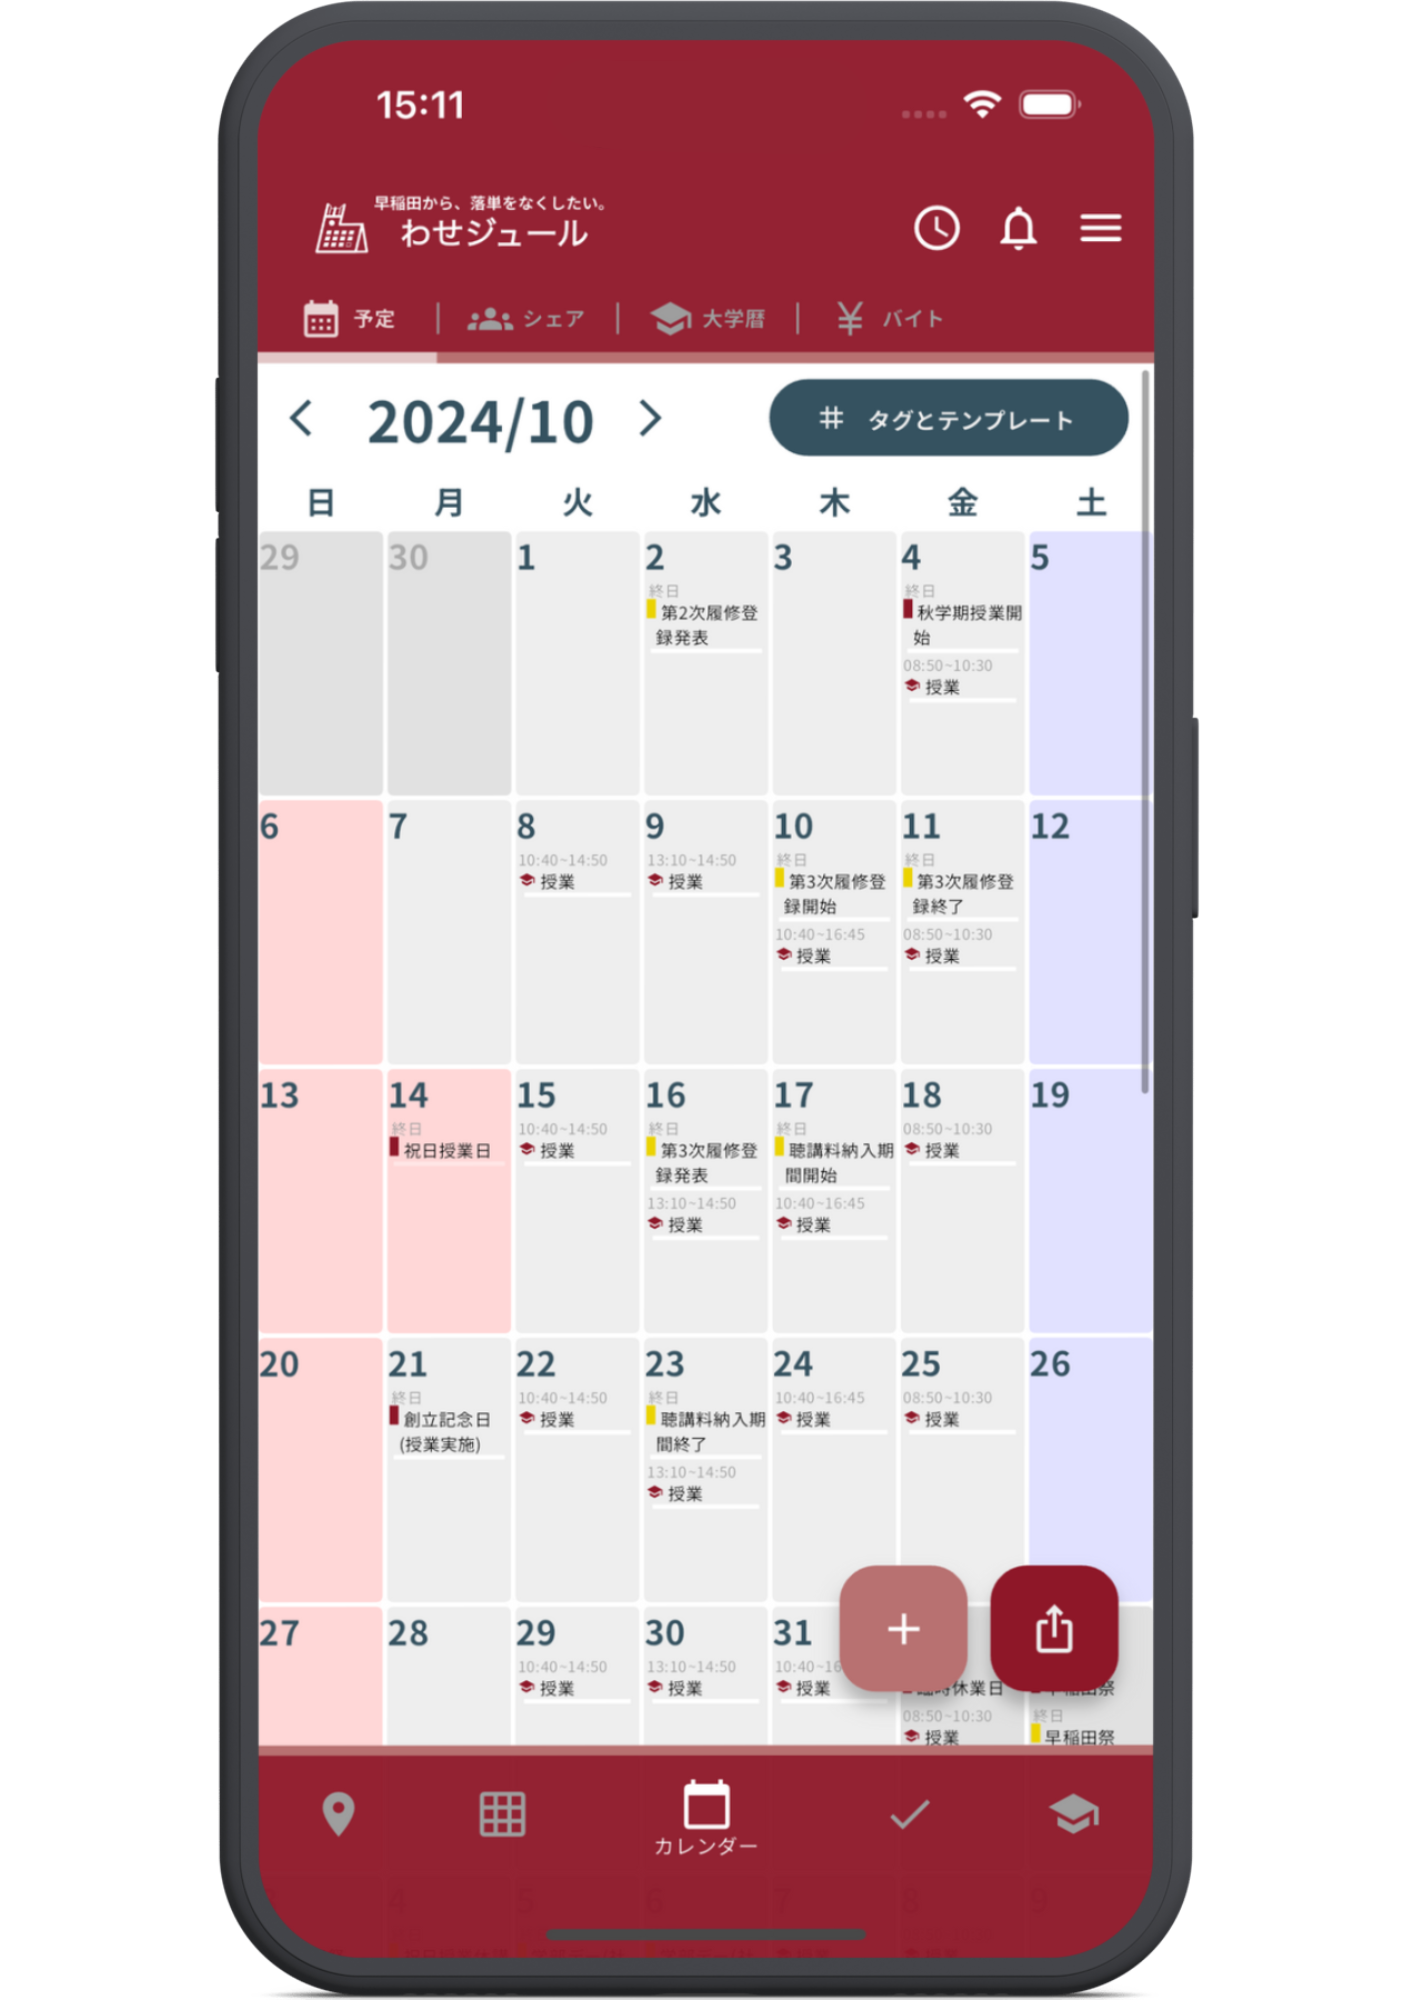 15:11
早稲田から、落単をなくしたい。
わせジュール
予定 | シェア | 大学暦 | バイト
2024/10
# タグとテンプレート
日 月 火 水 木 金 土
29 30 1 2 3 4 5
終日
第2次履修登
録発表
終日
秋学期授業開
始
08:50~10:30
授業
6 7 8 9 10 11 12
10:40~14:50
授業
13:10~14:50
授業
終日
第3次履修登
録開始
10:40~16:45
授業
終日
第3次履修登
録終了
08:50~10:30
授業
13 14 15 16 17 18 19
終日
祝日授業日
10:40~14:50
授業
終日
第3次履修登
録発表
13:10~14:50
授業
終日
聴講料納入期
間開始
10:40~16:45
授業
08:50~10:30
授業
20 21 22 23 24 25 26
終日
創立記念日
(授業実施)
10:40~14:50
授業
終日
聴講料納入期
間終了
13:10~14:50
授業
10:40~16:45
授業
08:50~10:30
授業
27 28 29 30 31
10:40~14:50
授業
13:10~14:50
授業
10:40~16
授業
臨時休業日
08:50~10:30
授業
早稲田祭
終日
早稲田祭
カレンダー